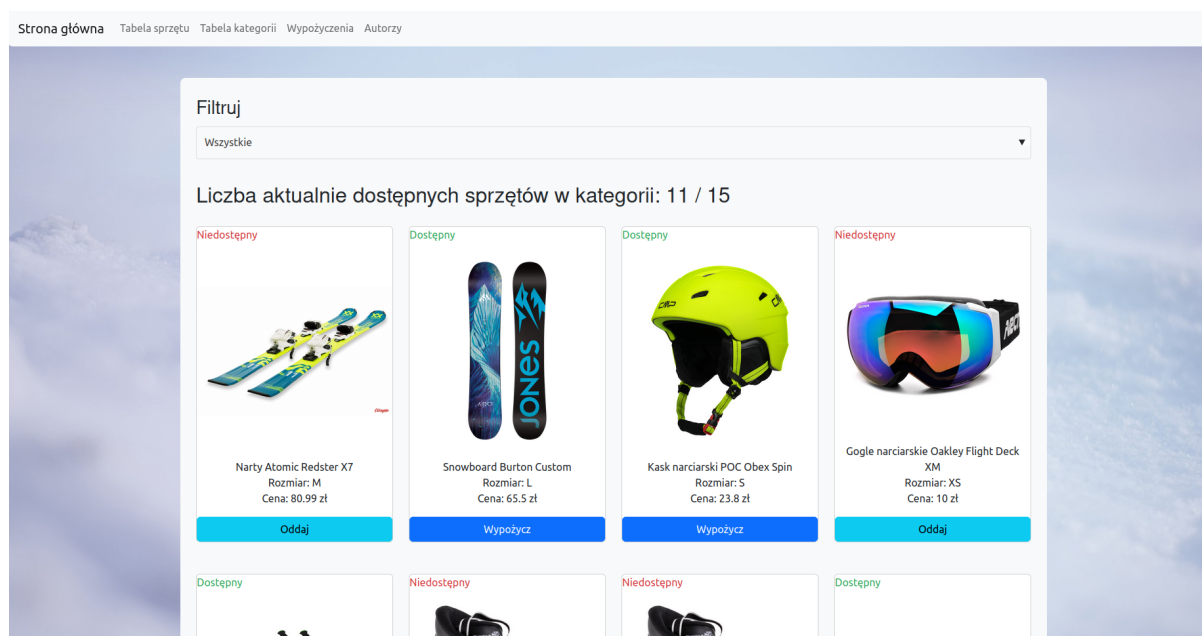 Strona główna Tabela sprzętu Tabela kategorii Wypożyczenia Autorzy
Filtruj
Wszystkie
Liczba aktualnie dostępnych sprzętów w kategorii: 11 / 15
Niedostępny
Narty Atomic Redster X7
Rozmiar: M
Cena: 80.99 zł
Oddaj
Dostępny
JONES
Snowboard Burton Custom
Rozmiar: L
Cena: 65.5 zł
Wypożycz
Dostępny
CMP
Kask narciarski POC Obex Spin
Rozmiar: S
Cena: 23.8 zł
Wypożycz
Niedostępny
Gogle narciarskie Oakley Flight Deck
XM
Rozmiar: XS
Cena: 10 zł
Oddaj
Dostępny
Niedostępny
Niedostępny
Dostępny